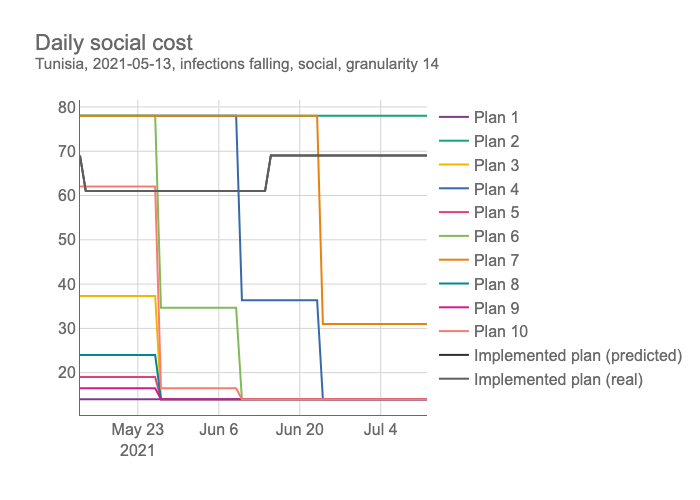 Daily social cost
Tunisia, 2021-05-13, infections falling, social, granularity 14
80
70
60
50
40
30
20
May 23
2021
Jun 6
Jun 20
Jul 4
Plan 1
Plan 2
Plan 3
Plan 4
Plan 5
Plan 6
Plan 7
Plan 8
Plan 9
Plan 10
Implemented plan (predicted)
Implemented plan (real)